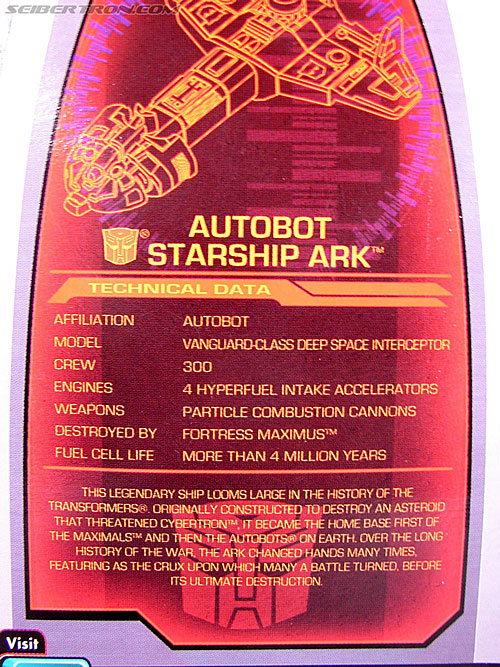 SEIBERTRON.COM
AUTOBOT
® STARSHIP ARK™
TECHNICAL DATA
AFFILIATION AUTOBOT
MODEL VANGUARD-CLASS DEEP SPACE INTERCEPTOR
CREW 300
ENGINES 4 HYPERFUEL INTAKE ACCELERATORS
WEAPONS PARTICLE COMBUSTION CANNONS
DESTROYED BY FORTRESS MAXIMUS™
FUEL CELL LIFE MORE THAN 4 MILLION YEARS
THIS LEGENDARY SHIP LOOMS LARGE IN THE HISTORY OF THE
TRANSFORMERS®. ORIGINALLY CONSTRUCTED TO DESTROY AN ASTEROID
THAT THREATENED CYBERTRON™, IT BECAME THE HOME BASE FIRST OF
THE MAXIMALS™ AND THEN THE AUTOBOTS® ON EARTH. OVER THE LONG
HISTORY OF THE WAR, THE ARK CHANGED HANDS MANY TIMES,
FEATURING AS THE CRUX UPON WHICH MANY A BATTLE TURNED, BEFORE
ITS ULTIMATE DESTRUCTION.
Visit